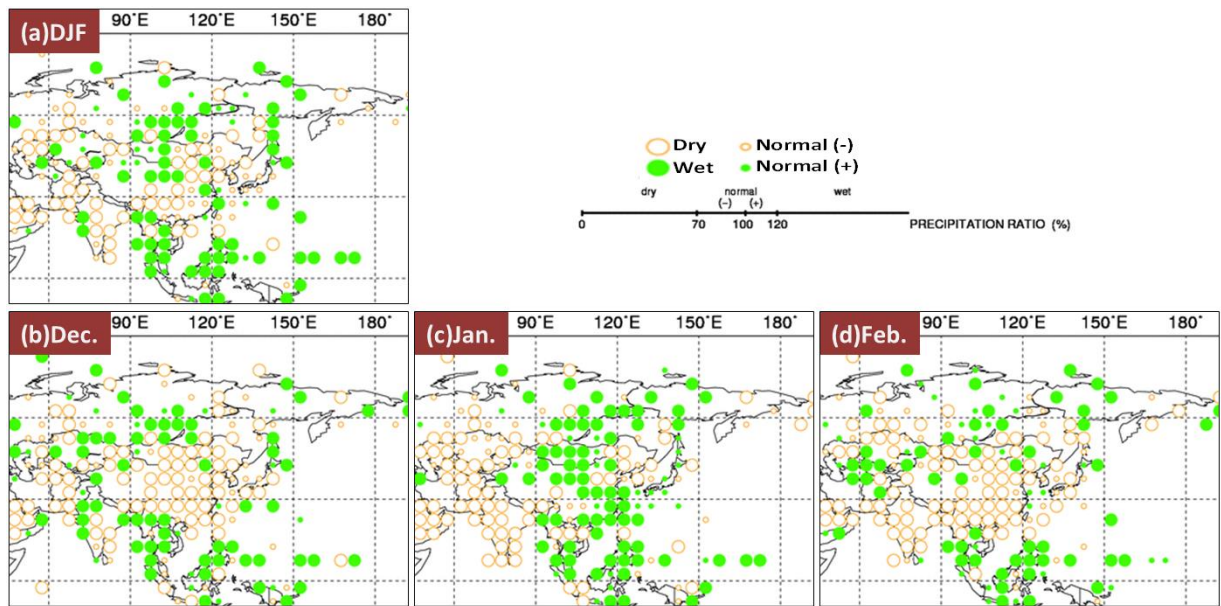 (a)DJF 90°E 120°E 150°E 180°
Dry Normal (-)
Wet Normal (+)
dry normal wet
(-) (+)
0 70 100 120 PRECIPITATION RATIO (%)
(b)Dec. 90°E 120°E 150°E 180°
(c)Jan. 90°E 120°E 150°E 180°
(d)Feb. 90°E 120°E 150°E 180°